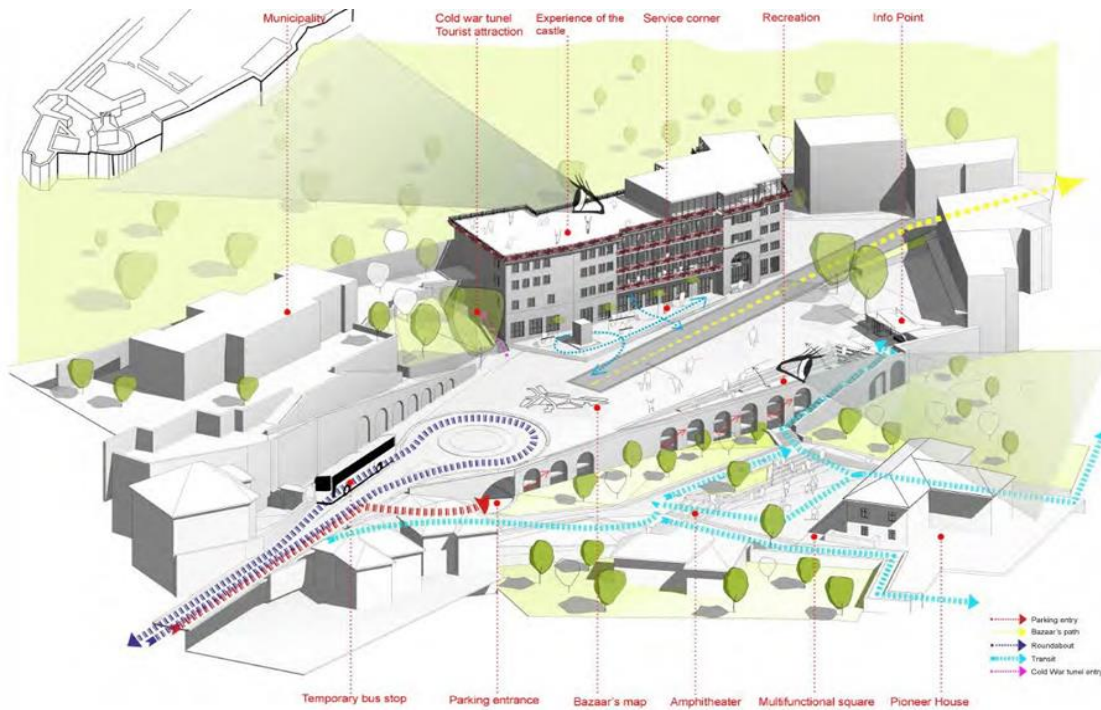 Municipality
Cold war tunel
Tourist attraction
Experience of the
castle
Service corner
Recreation
Info Point
Parking entry
Bazaar's path
Roundabout
Transit
Cold War tunel entry
Temporary bus stop
Parking entrance
Bazaar's map
Amphitheater
Multifunctional square
Pioneer House